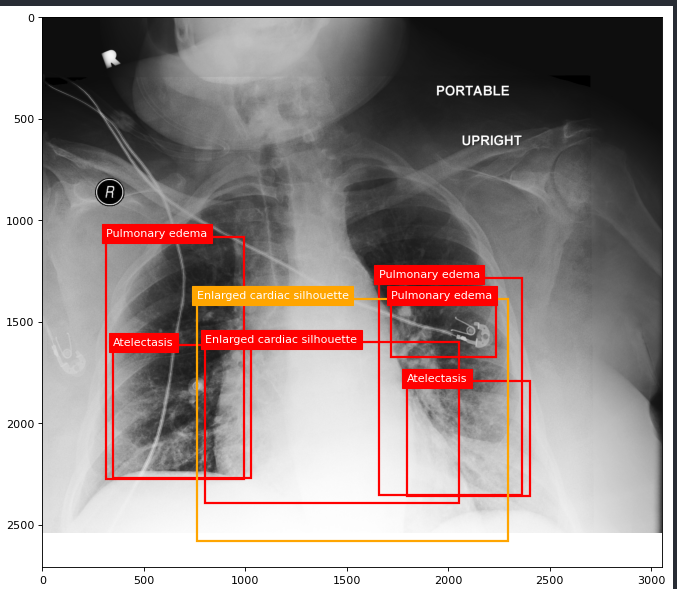 0
500
1000
1500
2000
2500
0
500
1000
1500
2000
2500
3000
R
PORTABLE
UPRIGHT
R
Pulmonary edema
Pulmonary edema
Enlarged cardiac silhouette
Pulmonary edema
Atelectasis
Enlarged cardiac silhouette
Atelectasis